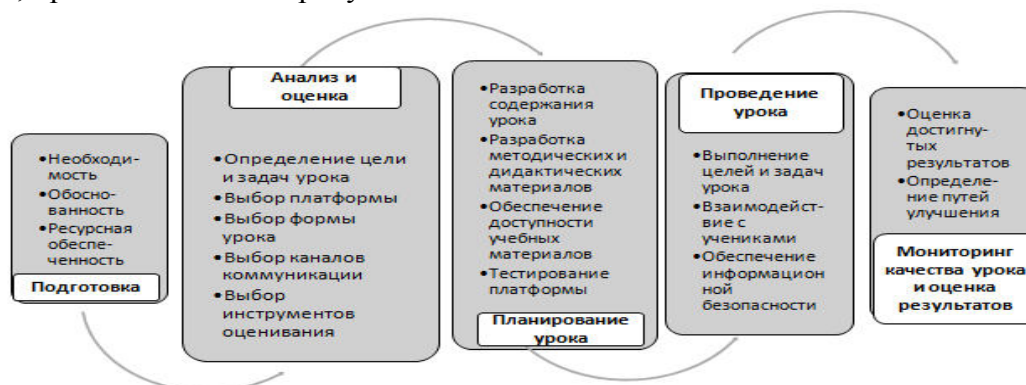 Анализ и
оценка
Проведение
урока
•Необходи-
мость
•Обосно-
ванность
•Ресурсная
обеспе-
ченность
Подготовка
•Определение цели
и задач урока
•Выбор платформы
•Выбор формы
урока
•Выбор каналов
коммуникации
•Выбор
инструментов
оценивания
•Разработка
содержания
урока
•Разработка
методических и
дидактических
материалов
•Обеспечение
доступности
учебных
материалов
•Тестирование
платформы
Планирование
урока
•Выполнение
целей и задач
урока
•Взаимодейст-
вие с
учениками
•Обеспечение
информацион
ной
безопасности
•Оценка
достигну-
тых
результатов
•Определе-
ние путей
улучшения
Мониторинг
качества урока
и оценка
результатов